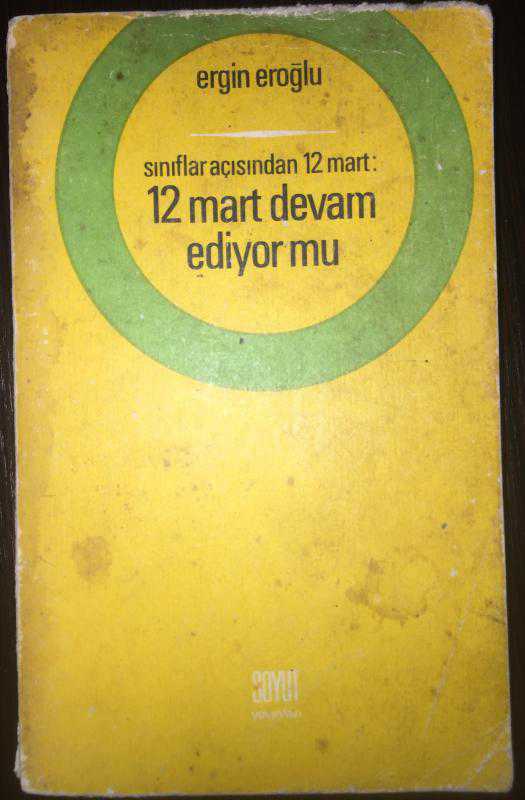 ergin eroğlu
sınıflar açısından 12 mart:
12 mart devam
ediyor mu
SOYUT